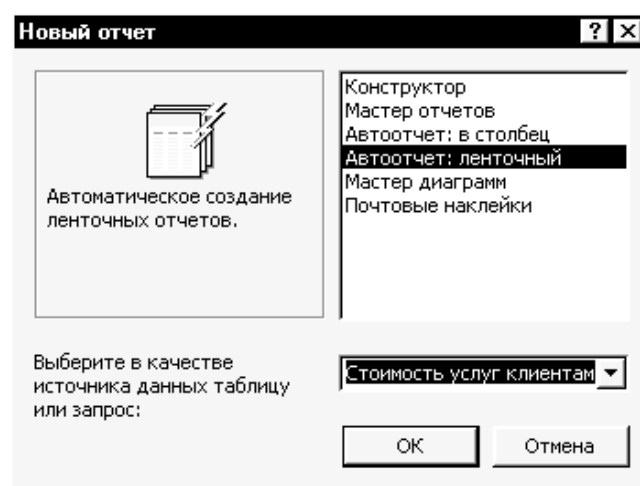 Новый отчет
Конструктор
Мастер отчетов
Автоотчет: в столбец
Автоотчет: ленточный
Мастер диаграмм
Почтовые наклейки
Автоматическое создание
ленточных отчетов.
Выберите в качестве
источника данных таблицу
или запрос:
Стоимость услуг клиентам
ОК
Отмена